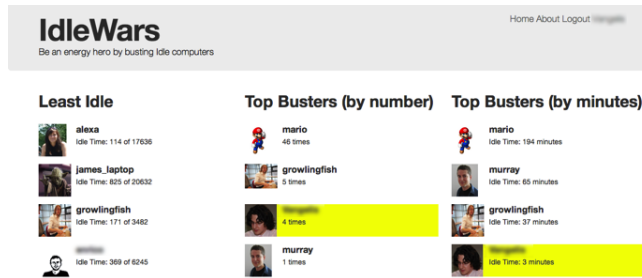 IdleWars
Be an energy hero by busting Idle computers
Home About Logout
Least Idle
alexa
Idle Time: 114 of 17636
james_laptop
Idle Time: 825 of 20632
growlingfish
Idle Time: 171 of 3482
Idle Time: 369 of 6245
Top Busters (by number)
mario
46 times
growlingfish
5 times
4 times
murray
1 times
Top Busters (by minutes)
mario
Idle Time: 194 minutes
murray
Idle Time: 65 minutes
growlingfish
Idle Time: 37 minutes
Idle Time: 3 minutes